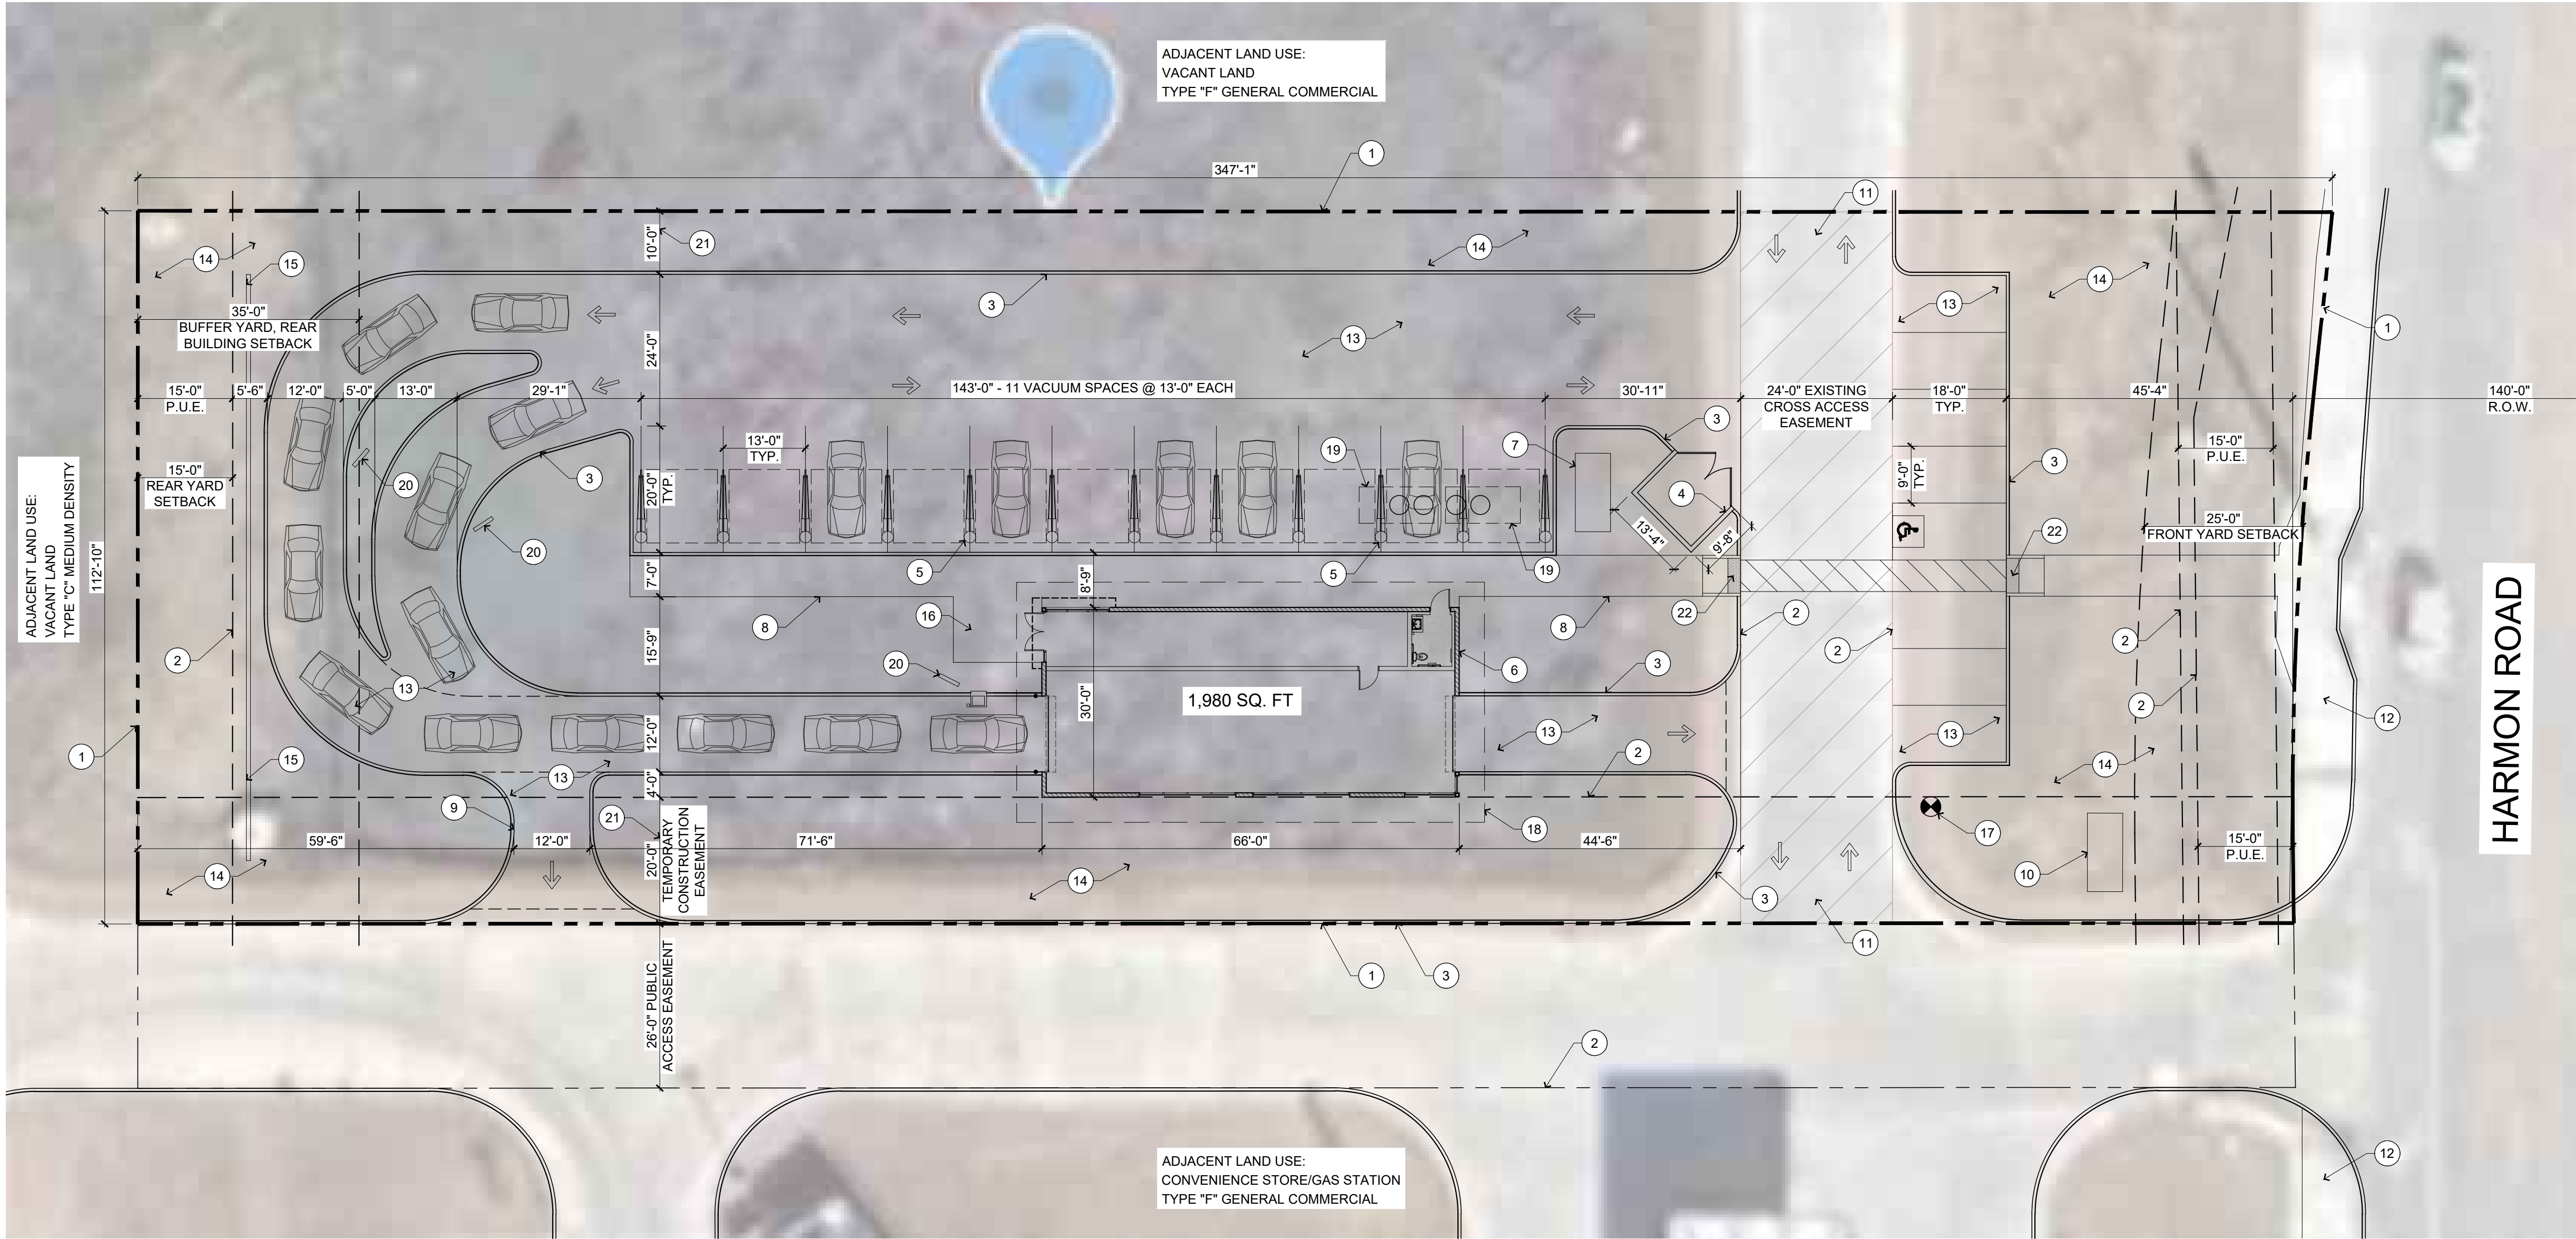 ADJACENT LAND USE:
VACANT LAND
TYPE "F" GENERAL COMMERCIAL
1
347'-1"
11
10'-0"
21
14
14
15
14
3
13
13
1
35'-0"
BUFFER YARD, REAR
BUILDING SETBACK
24'-0"
15'-0"
P.U.E.
5'-6"
12'-0"
5'-0"
13'-0"
29'-1"
143'-0" - 11 VACUUM SPACES @ 13'-0" EACH
30'-11"
24'-0" EXISTING
CROSS ACCESS
EASEMENT
18'-0"
TYP.
45'-4"
140'-0"
R.O.W.
13'-0"
TYP.
19
7
3
15'-0"
P.U.E.
3
9'-0"
TYP.
15'-0"
REAR YARD
SETBACK
20
3
20'-0"
TYP.
4
25'-0"
FRONT YARD SETBACK
22
13'-4"
9'-8"
20
5
5
19
ADJACENT LAND USE:
VACANT LAND
TYPE "C" MEDIUM DENSITY
112'-10"
7'-0"
8'-9"
22
2
8
16
8
2
2
2
15'-9"
20
6
3
13
1,980 SQ. FT
30'-0"
2
HARMON ROAD
12
1
15
12'-0"
13
13
2
13
14
4'-0"
9
21
TEMPORARY
CONSTRUCTION
EASEMENT
20'-0"
18
17
59'-6"
12'-0"
71'-6"
66'-0"
44'-6"
15'-0"
P.U.E.
14
14
10
3
11
1
3
26'-0" PUBLIC
ACCESS EASEMENT
2
ADJACENT LAND USE:
CONVENIENCE STORE/GAS STATION
TYPE "F" GENERAL COMMERCIAL
12